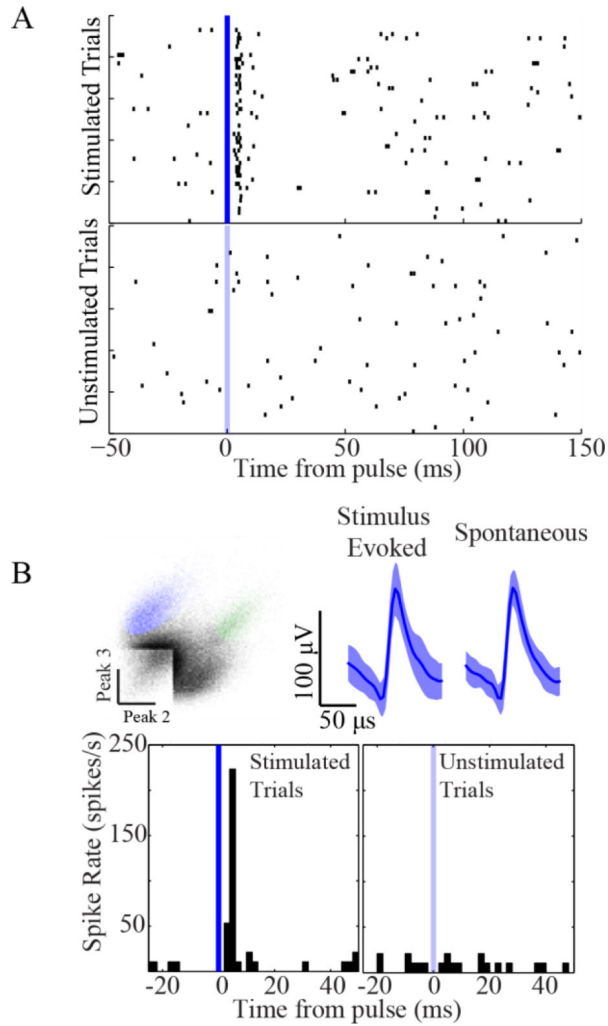 A
Stimulated Trials
Unstimulated Trials
−50 0 50 100 150
Time from pulse (ms)
B
Stimulus
Evoked
Spontaneous
Peak 3
Peak 2
100 μV
50 μs
Spike Rate (spikes/s)
250
150
50
Stimulated
Trials
Unstimulated
Trials
-20 0 20 40
-20 0 20 40
Time from pulse (ms)
Time from pulse (ms)